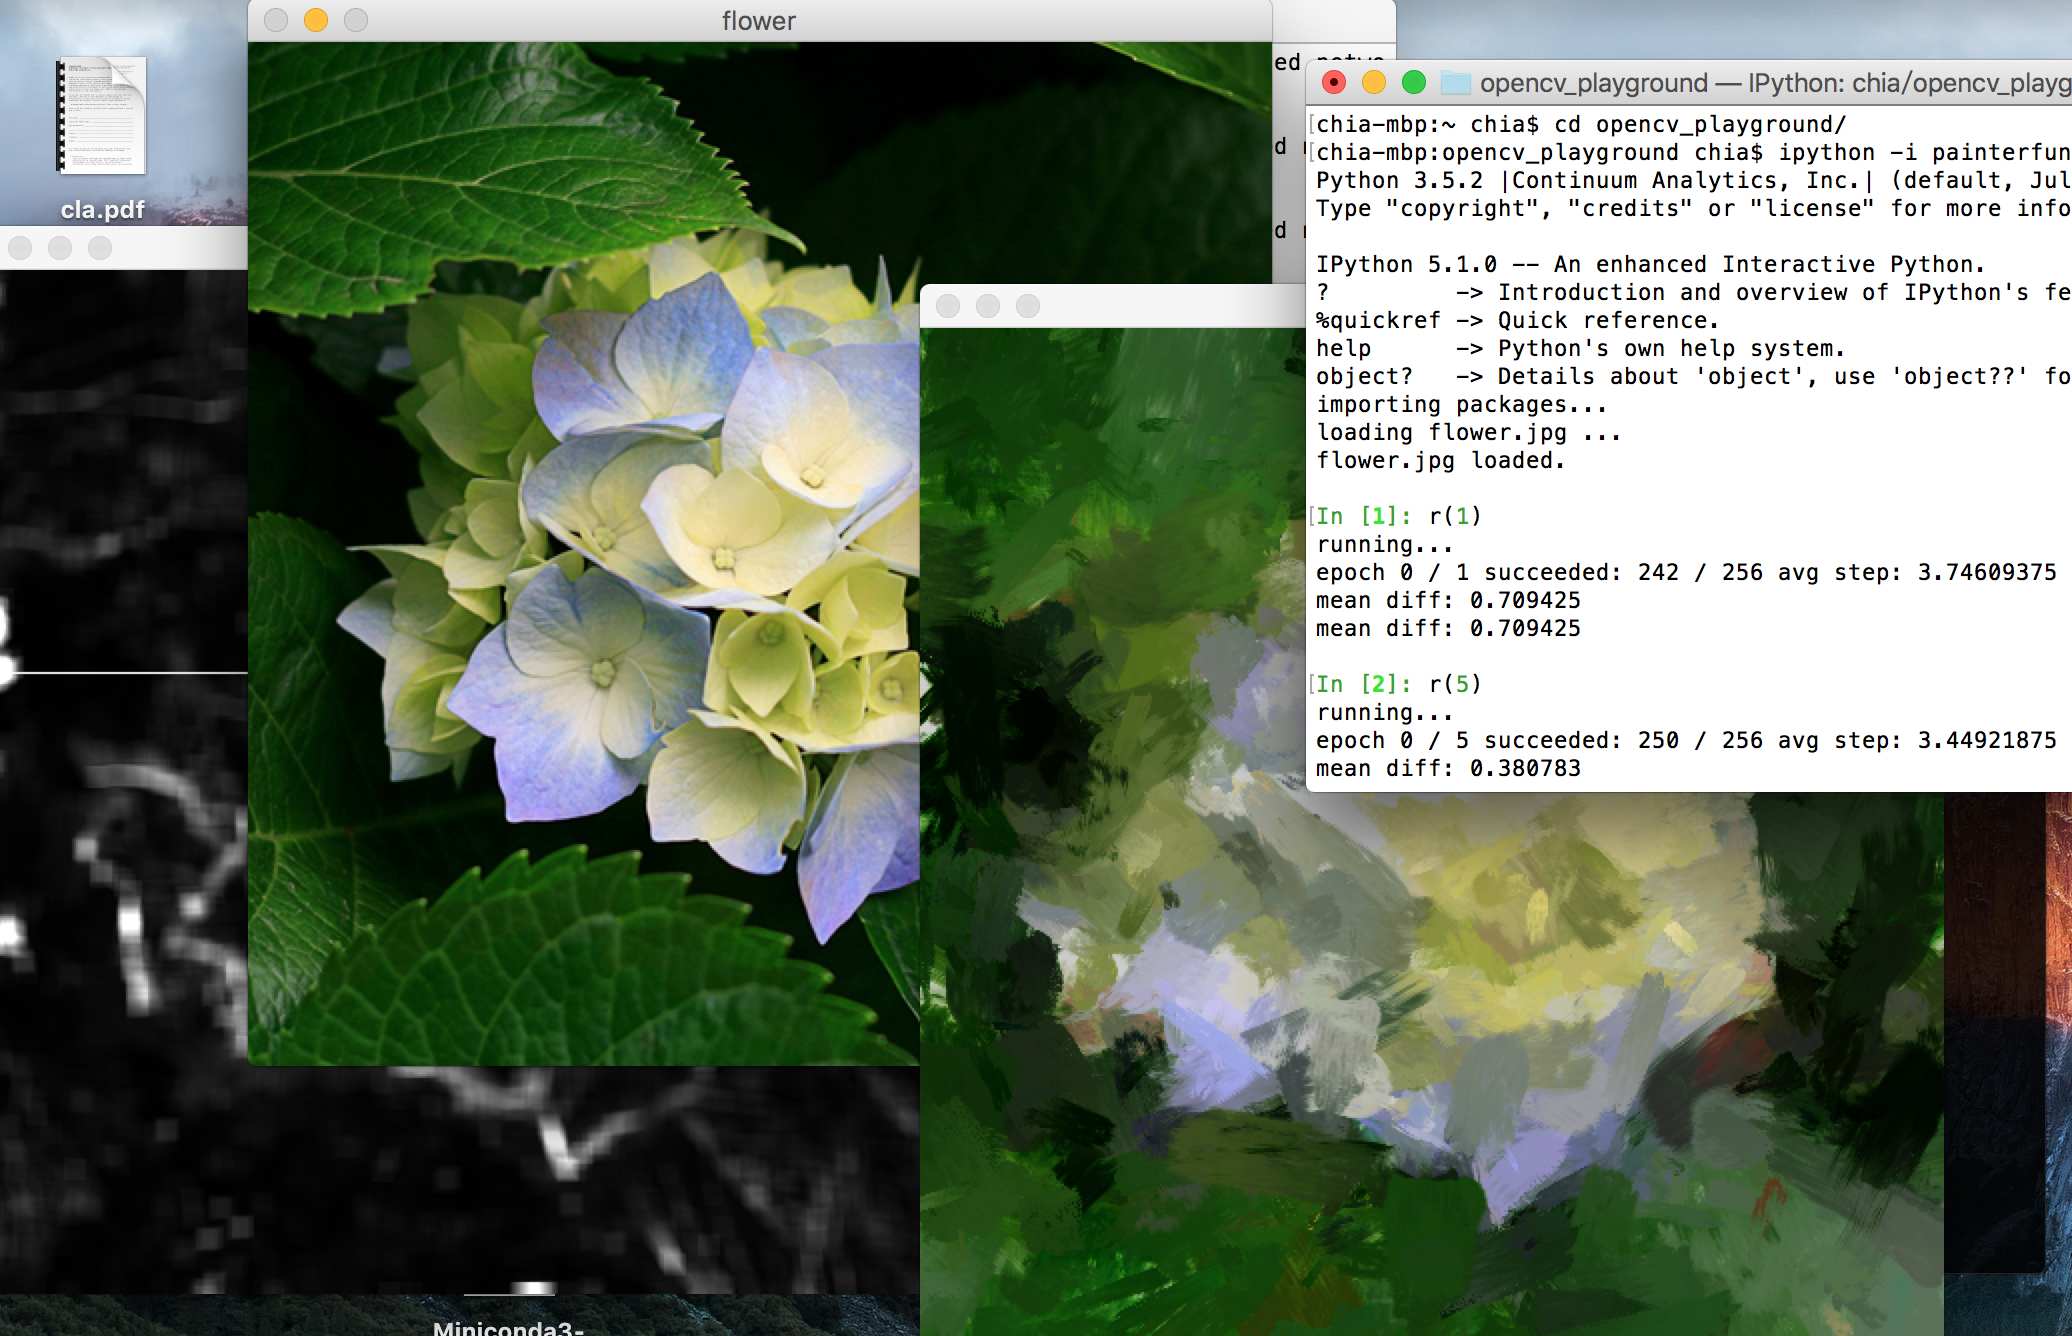 flower
cla.pdf
ed netwo
d
d
opencv_playground — IPython: chia/opencv_playg
chia-mbp:~ chia$ cd opencv_playground/
chia-mbp:opencv_playground chia$ ipython -i painterfun
Python 3.5.2 |Continuum Analytics, Inc.| (default, Jul
Type "copyright", "credits" or "license" for more info
IPython 5.1.0 -- An enhanced Interactive Python.
?         -> Introduction and overview of IPython's fe
%quickref -> Quick reference.
help      -> Python's own help system.
object?   -> Details about 'object', use 'object??' fo
importing packages...
loading flower.jpg ...
flower.jpg loaded.
In [1]: r(1)
running...
epoch 0 / 1 succeeded: 242 / 256 avg step: 3.74609375
mean diff: 0.709425
mean diff: 0.709425
In [2]: r(5)
running...
epoch 0 / 5 succeeded: 250 / 256 avg step: 3.44921875
mean diff: 0.380783
Miniconda3-